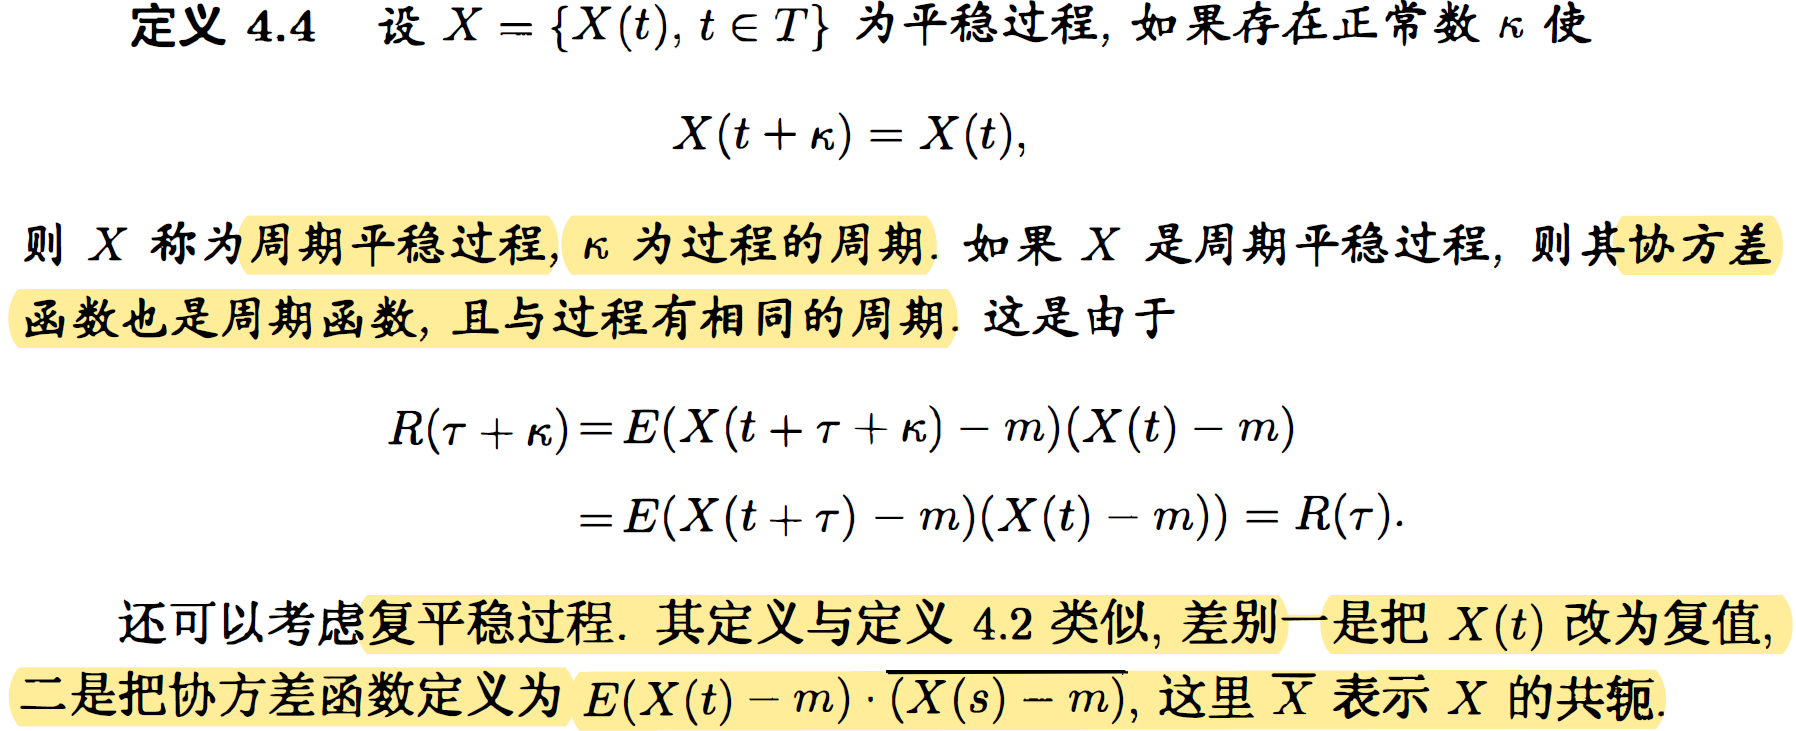 定义 4.4 设 X = {X(t), t ∈ T} 为平稳过程, 如果存在正常数 κ 使
X(t + κ) = X(t),
则 X 称为周期平稳过程, κ 为过程的周期. 如果 X 是周期平稳过程, 则其协方差
函数也是周期函数, 且与过程有相同的周期. 这是由于
R(τ + κ) = E(X(t + τ + κ) − m)(X(t) − m)
= E(X(t + τ) − m)(X(t) − m)) = R(τ).
还可以考虑复平稳过程. 其定义与定义 4.2 类似, 差别一是把 X(t) 改为复值,
二是把协方差函数定义为 E(X(t) − m) · \overline{(X(s) − m)}, 这里 \overline{X} 表示 X 的共轭.